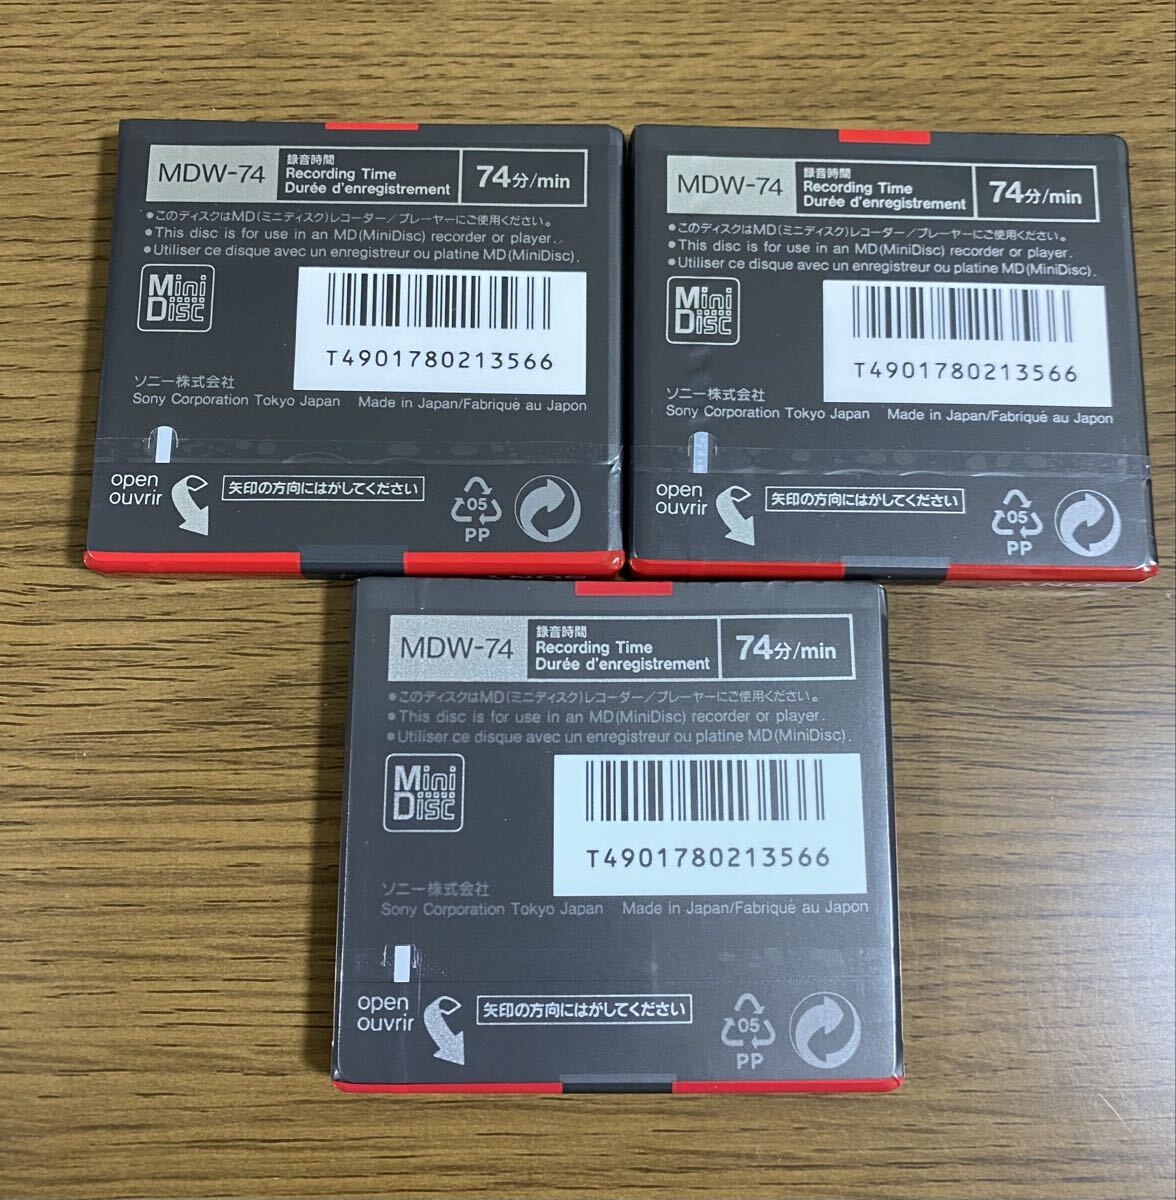 MDW-74
録音時間
Recording Time
Durée d'enregistrement
74分/min
●このディスクはMD(ミニディスク)レコーダー/プレーヤーにご使用ください。
●This disc is for use in an MD(MiniDisc) recorder or player.
●Utiliser ce disque avec un enregistreur ou platine MD(MiniDisc).
Mini
Disc
T4901780213566
ソニー株式会社
Sony Corporation Tokyo Japan Made in Japan/Fabriqué au Japon
open
ouvrir
矢印の方向にはがしてください
05
PP
MDW-74
録音時間
Recording Time
Durée d'enregistrement
74分/min
●このディスクはMD(ミニディスク)レコーダー/プレーヤーにご使用ください。
●This disc is for use in an MD(MiniDisc) recorder or player.
●Utiliser ce disque avec un enregistreur ou platine MD(MiniDisc).
Mini
Disc
T4901780213566
ソニー株式会社
Sony Corporation Tokyo Japan Made in Japan/Fabriqué au Japon
open
ouvrir
矢印の方向にはがしてください
05
PP
MDW-74
録音時間
Recording Time
Durée d'enregistrement
74分/min
●このディスクはMD(ミニディスク)レコーダー/プレーヤーにご使用ください。
●This disc is for use in an MD(MiniDisc) recorder or player.
●Utiliser ce disque avec un enregistreur ou platine MD(MiniDisc).
Mini
Disc
T4901780213566
ソニー株式会社
Sony Corporation Tokyo Japan Made in Japan/Fabriqué au Japon
open
ouvrir
矢印の方向にはがしてください
05
PP